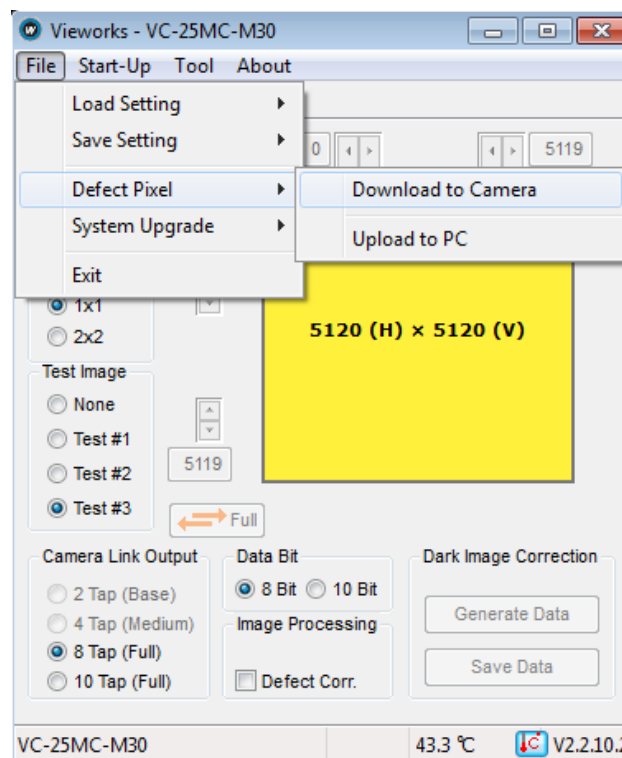 Vieworks - VC-25MC-M30
File Start-Up Tool About
Load Setting
Save Setting
0
5119
Defect Pixel
Download to Camera
System Upgrade
Upload to PC
Exit
1x1
2x2
5120 (H) × 5120 (V)
Test Image
None
Test #1
Test #2
Test #3
5119
Full
Camera Link Output
2 Tap (Base)
4 Tap (Medium)
8 Tap (Full)
10 Tap (Full)
Data Bit
8 Bit 10 Bit
Image Processing
Defect Corr.
Dark Image Correction
Generate Data
Save Data
VC-25MC-M30 43.3 ℃ C V2.2.10.2